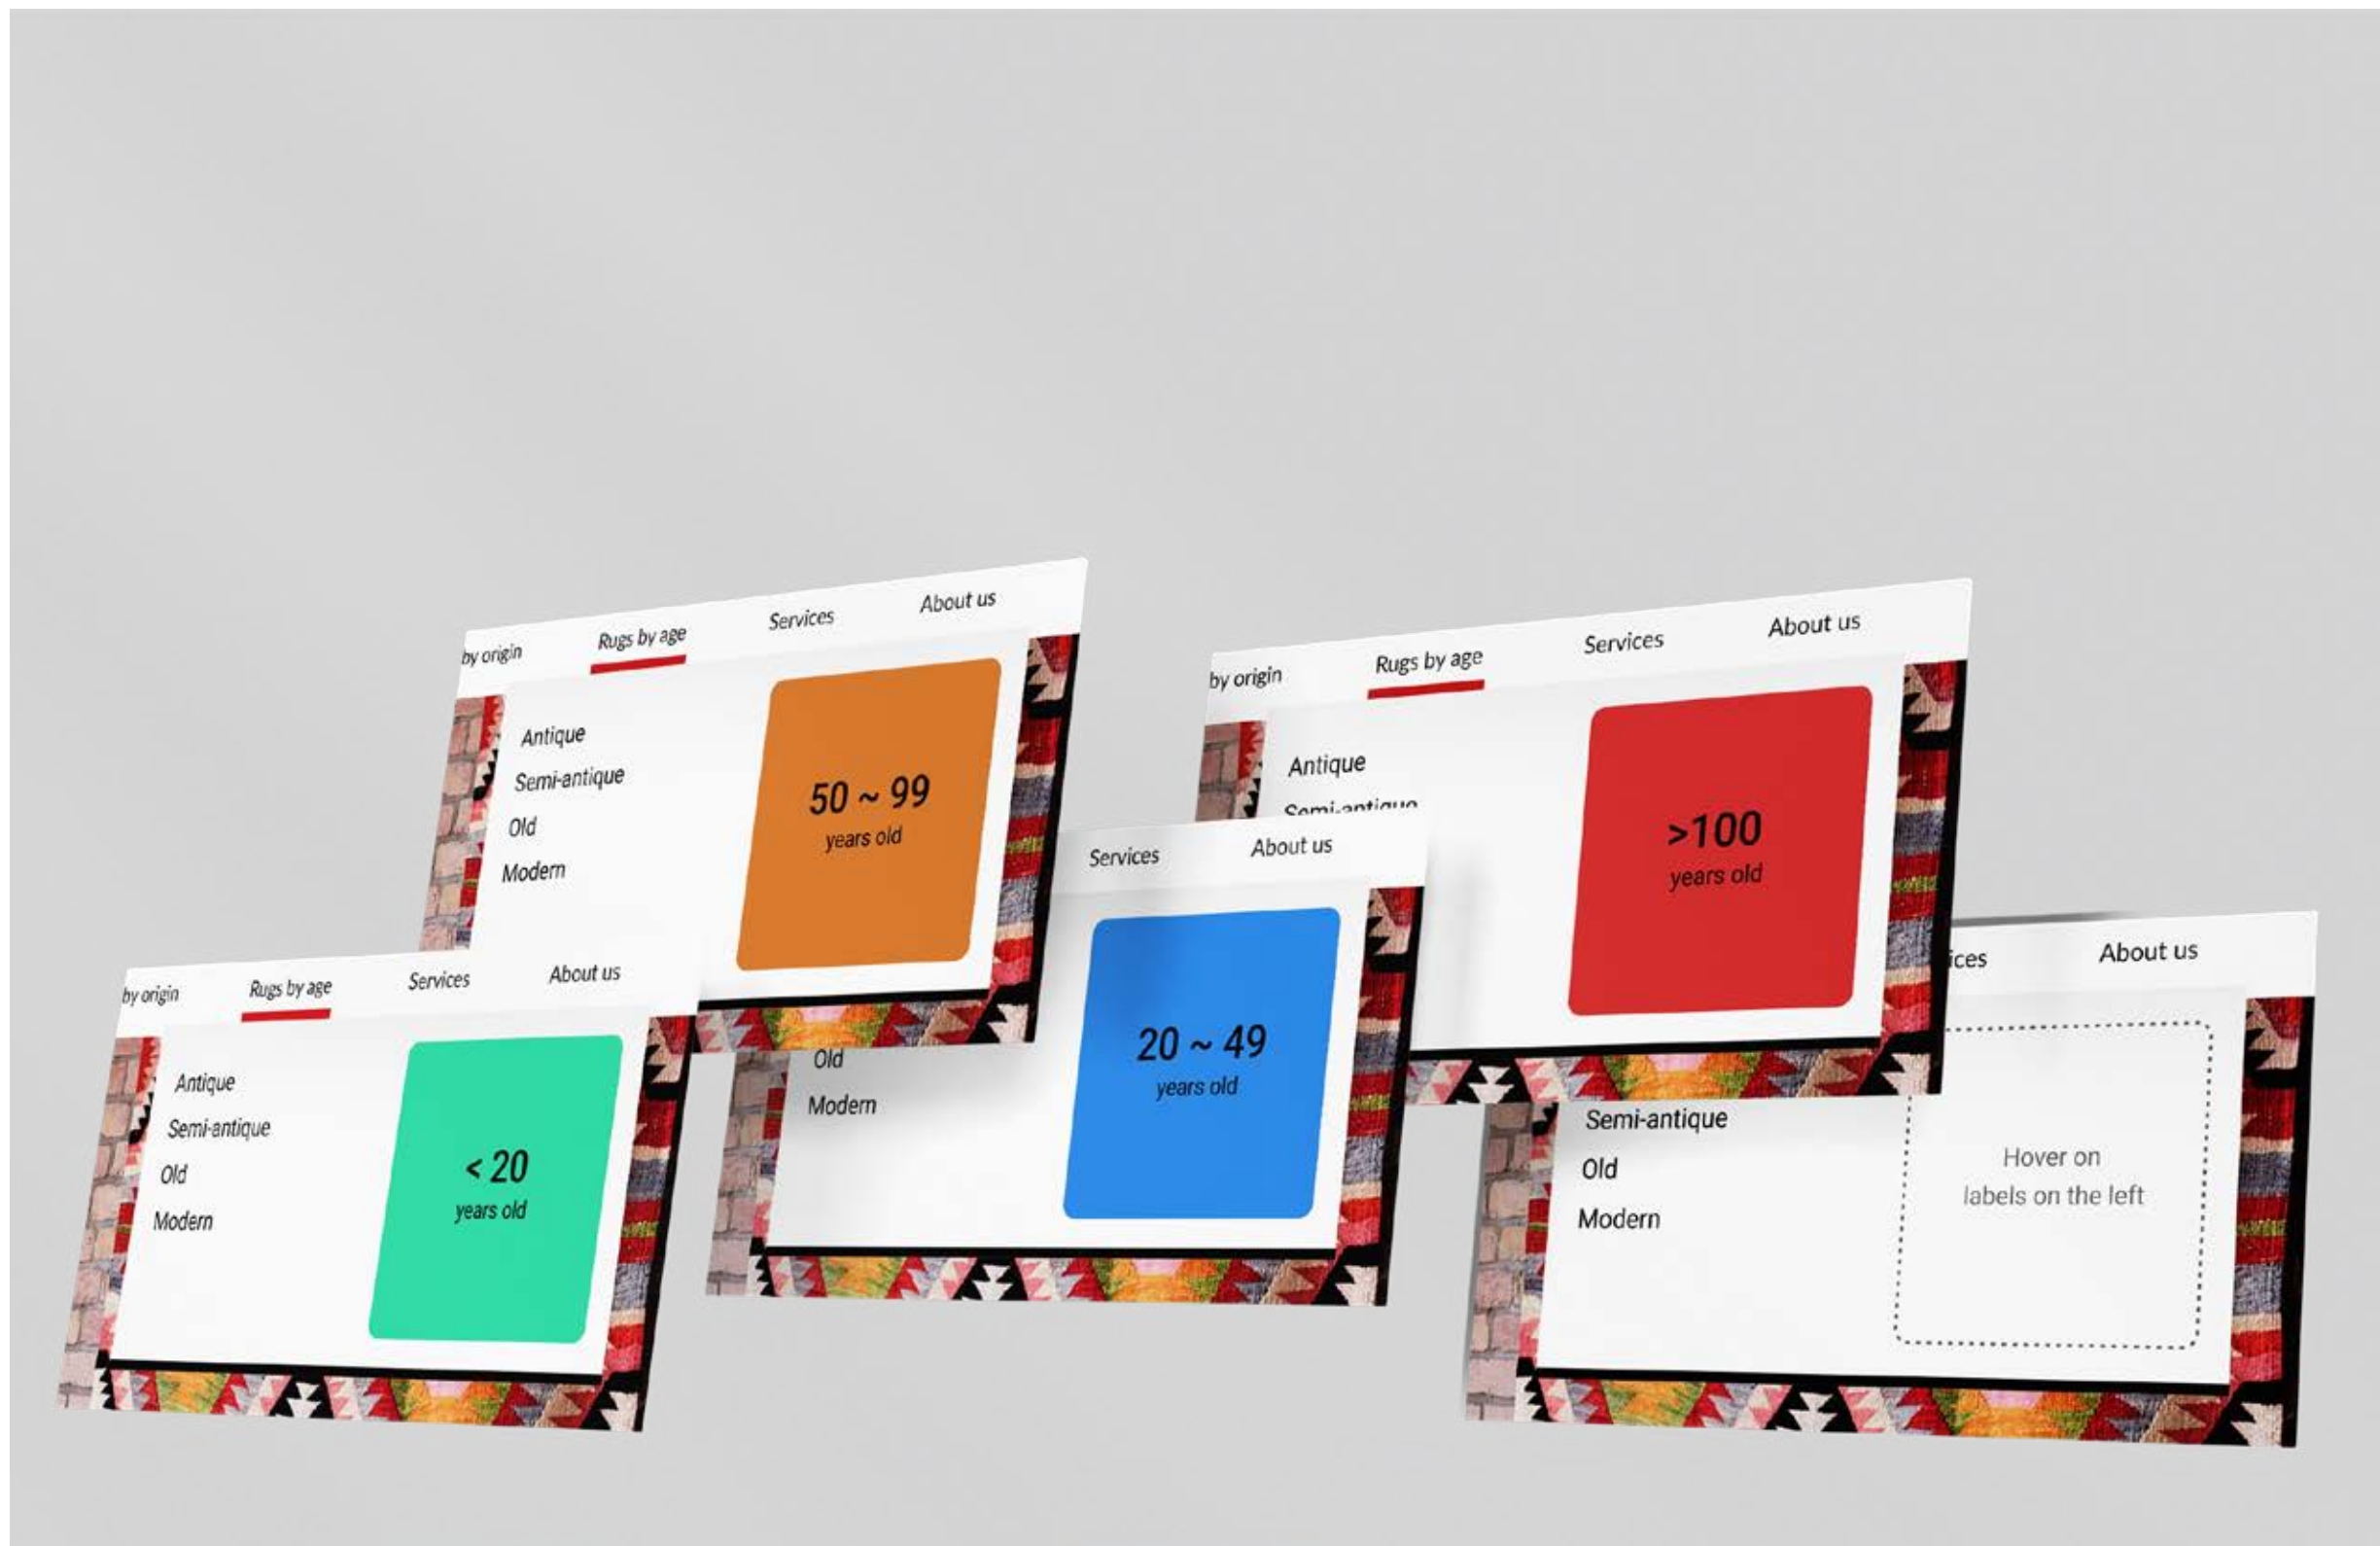 by origin Rugs by age Services About us
Antique
Semi-antique
Old
Modern
50 ~ 99
years old
by origin Rugs by age Services About us
Antique
Semi-antique
>100
years old
by origin Rugs by age Services About us
Antique
Semi-antique
Old
Modern
< 20
years old
Services About us
Old
Modern
20 ~ 49
years old
ices About us
Semi-antique
Old
Modern
Hover on
labels on the left